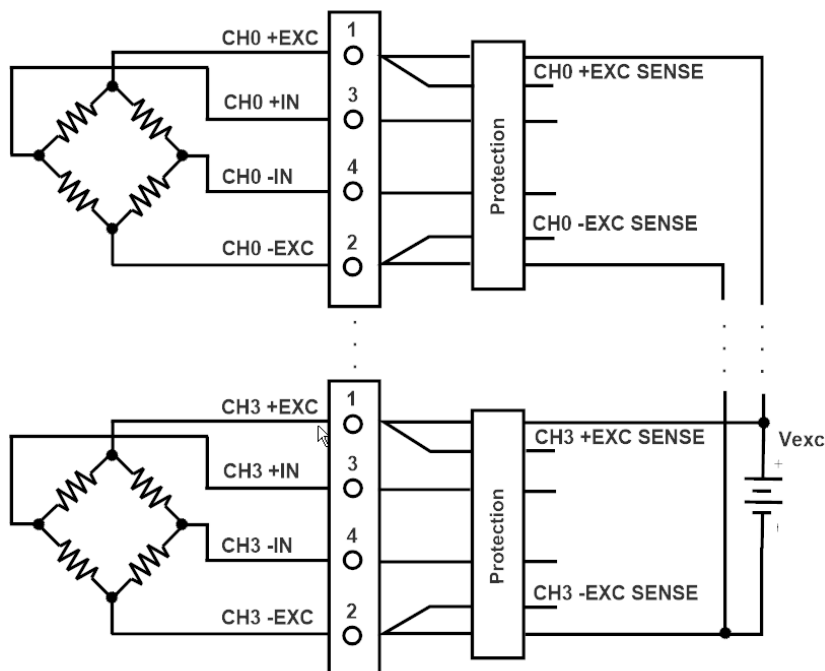 CH0 +EXC
1
CH0 +EXC SENSE
CH0 +IN
3
CH0 -IN
4
Protection
CH0 -EXC SENSE
CH0 -EXC
2
CH3 +EXC
1
CH3 +EXC SENSE
Vexc
+
CH3 +IN
3
CH3 -IN
4
Protection
CH3 -EXC SENSE
CH3 -EXC
2